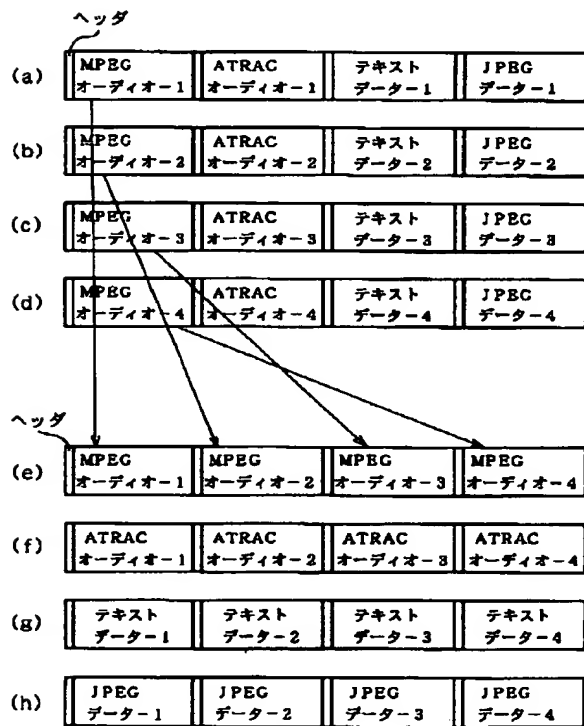 ヘッダ
(a)
MPEG ATRAC テキスト JPEG
オーディオ-1 オーディオ-1 データ-1 データ-1
(b)
MPEG ATRAC テキスト JPEG
オーディオ-2 オーディオ-2 データ-2 データ-2
(c)
MPEG ATRAC テキスト JPEG
オーディオ-3 オーディオ-3 データ-3 データ-3
(d)
MPEG ATRAC テキスト JPEG
オーディオ-4 オーディオ-4 データ-4 データ-4
ヘッダ
(e)
MPEG MPEG MPEG MPEG
オーディオ-1 オーディオ-2 オーディオ-3 オーディオ-4
(f)
ATRAC ATRAC ATRAC ATRAC
オーディオ-1 オーディオ-2 オーディオ-3 オーディオ-4
(g)
テキスト テキスト テキスト テキスト
データ-1 データ-2 データ-3 データ-4
(h)
JPEG JPEG JPEG JPEG
データ-1 データ-2 データ-3 データ-4